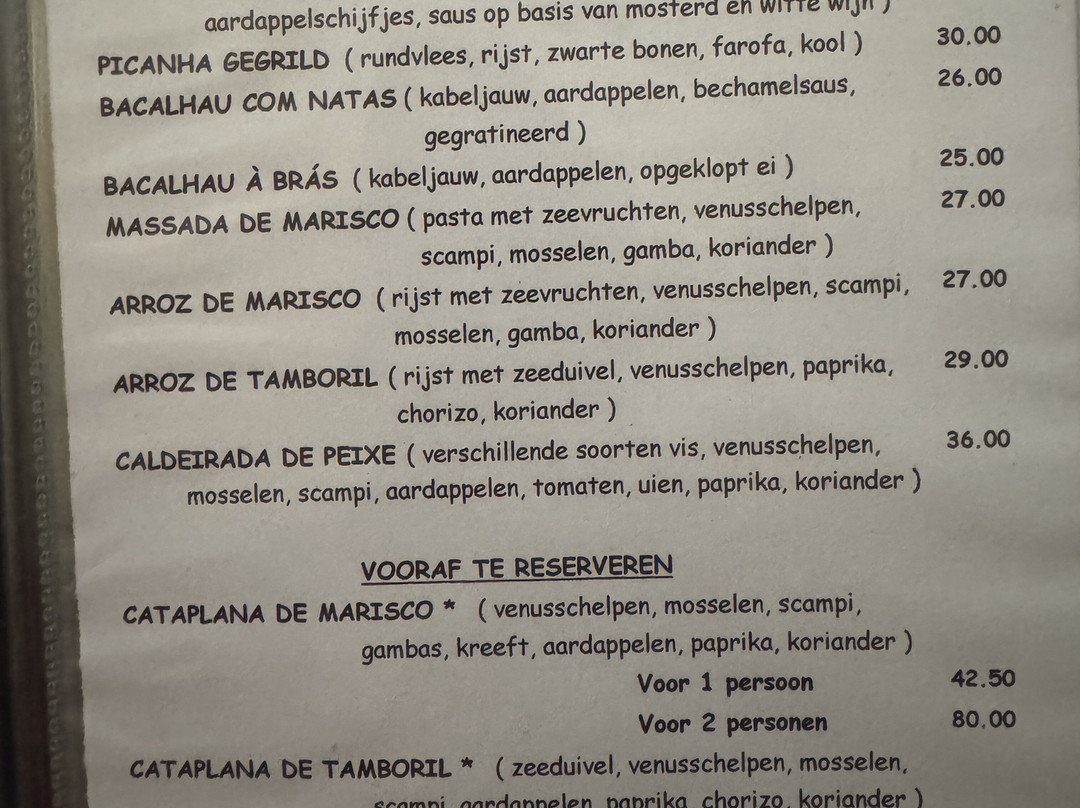 aardappelschijfjes, saus op basis van mosterd en witte wijn )
PICANHA GEGRILD ( rundvlees, rijst, zwarte bonen, farofa, kool ) 30.00
BACALHAU COM NATAS ( kabeljauw, aardappelen, bechamelsaus, 26.00
gegratineerd )
BACALHAU À BRÁS ( kabeljauw, aardappelen, opgeklopt ei ) 25.00
MASSADA DE MARISCO ( pasta met zeevruchten, venusschelpen, 27.00
scampi, mosselen, gamba, koriander )
ARROZ DE MARISCO ( rijst met zeevruchten, venusschelpen, scampi, 27.00
mosselen, gamba, koriander )
ARROZ DE TAMBORIL ( rijst met zeeduivel, venusschelpen, paprika, 29.00
chorizo, koriander )
CALDEIRADA DE PEIXE ( verschillende soorten vis, venusschelpen, 36.00
mosselen, scampi, aardappelen, tomaten, uien, paprika, koriander )
VOORAF TE RESERVEREN
CATAPLANA DE MARISCO * ( venusschelpen, mosselen, scampi,
gambas, kreeft, aardappelen, paprika, koriander )
Voor 1 persoon 42.50
Voor 2 personen 80.00
CATAPLANA DE TAMBORIL * ( zeeduivel, venusschelpen, mosselen,
scampi, aardappelen, paprika, chorizo, koriander )